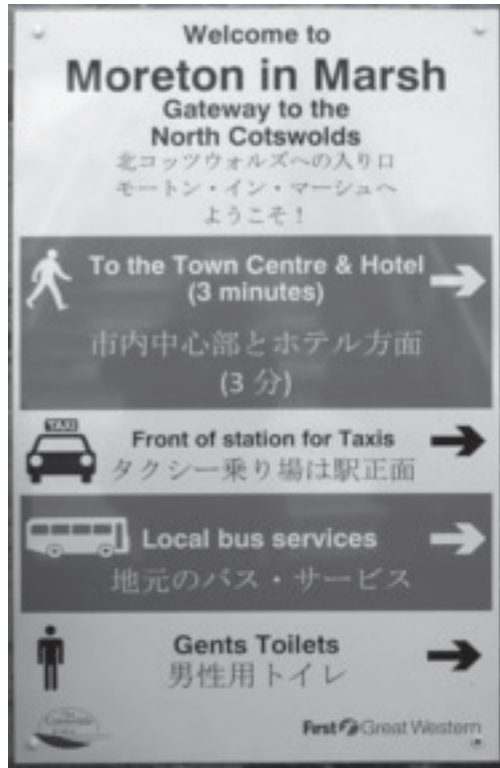 Welcome to
Moreton in Marsh
Gateway to the
North Cotswolds
北コッツウォルズへの入り口
モートン・イン・マーシュへ
ようこそ！
To the Town Centre & Hotel
(3 minutes)
市内中心部とホテル方面
(3 分)
TAXI
Front of station for Taxis
タクシー乗り場は駅正面
Local bus services
地元のバス・サービス
Gents Toilets
男性用トイレ
First Great Western